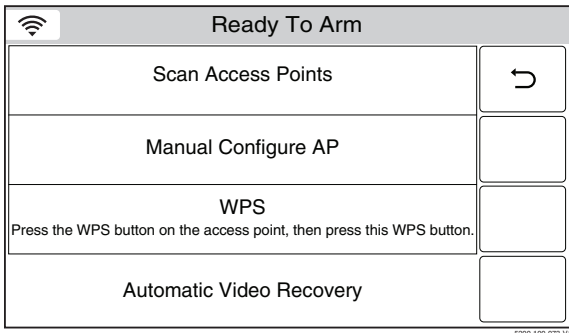 Ready To Arm
Scan Access Points
Manual Configure AP
WPS
Press the WPS button on the access point, then press this WPS button.
Automatic Video Recovery